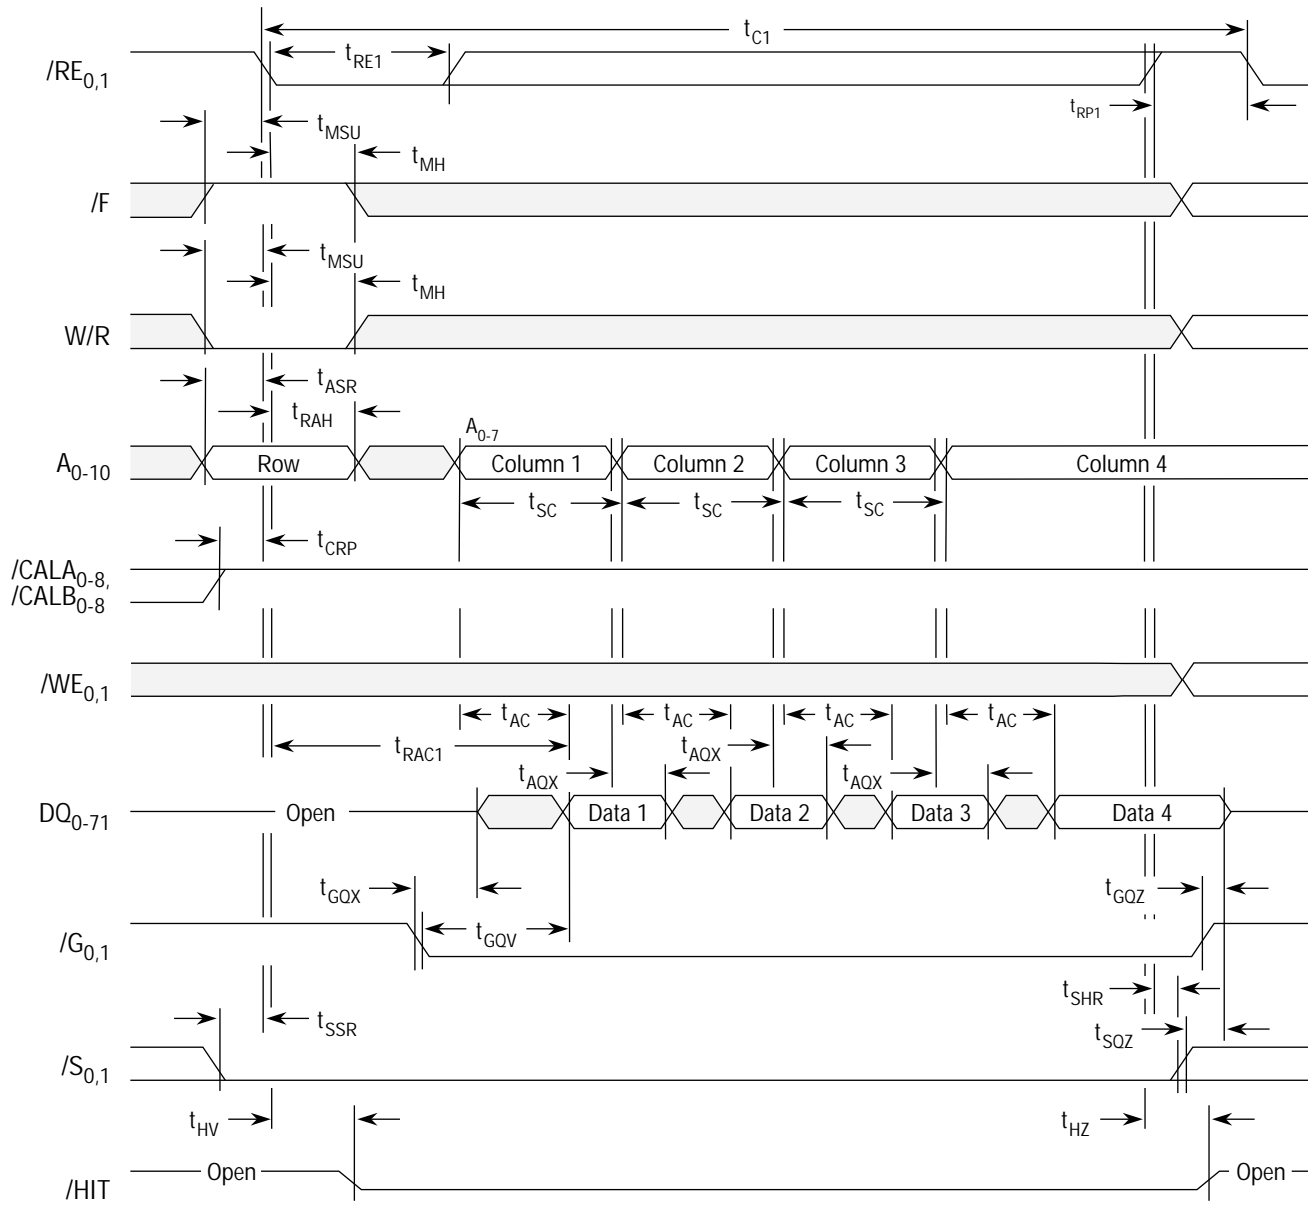 tC1
tRE1
/RE0,1
tRP1
tMSU
tMH
/F
tMSU
tMH
W/R
tASR
tRAH
A0-7
A0-10
Row
Column 1
Column 2
Column 3
Column 4
tSC
tSC
tSC
tCRP
/CALA0-8,
/CALB0-8
/WE0,1
tAC
tAC
tAC
tAC
tRAC1
tAQX
tAQX
tAQX
DQ0-71
Open
Data 1
Data 2
Data 3
Data 4
tGQX
tGQZ
tGQV
/G0,1
tSHR
tSSR
tSQZ
/S0,1
tHV
tHZ
Open
Open
/HIT